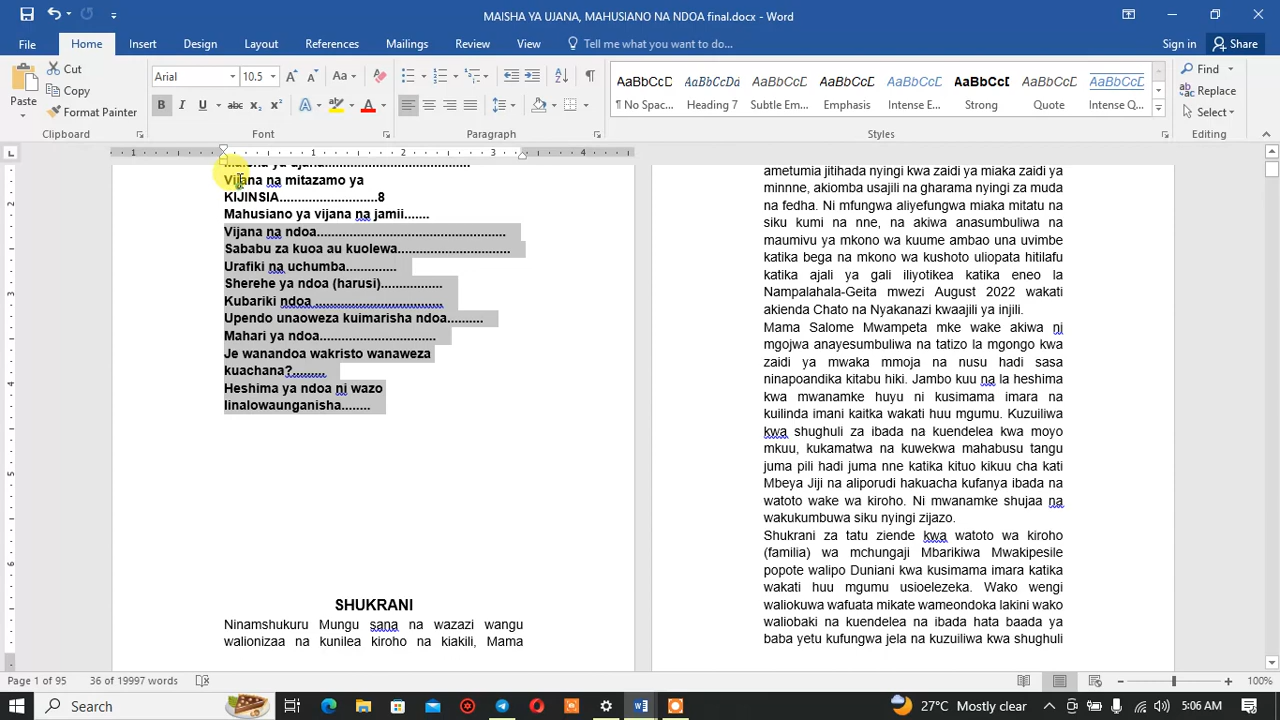 MAISHA YA UJANA, MAHUSIANO NA NDOA final.docx - Word
File Home Insert Design Layout References Mailings Review View Tell me what you want to do... Sign in Share
Paste Cut Copy Format Painter
Arial 10.5
AaBbCcD AaBbCcD AaBbCcD AaBbCcD AaBbCcD AaBbCcD AaBbCcD AaBbCcD
¶ No Spac... Heading 7 Subtle Em... Emphasis Intense E... Strong Quote Intense Q...
Find Replace Select
Clipboard Font Paragraph Styles Editing
Vijana na mitazamo ya
KIJINSIA...........................8
Mahusiano ya vijana na jamii.......
Vijana na ndoa....................................................
Sababu za kuoa au kuolewa...............................
Urafiki na uchumba..............
Sherehe ya ndoa (harusi).................
Kubariki ndoa ...................................
Upendo unaoweza kuimarisha ndoa..........
Mahari ya ndoa................................
Je wanandoa wakristo wanaweza
kuachana?.........
Heshima ya ndoa ni wazo
linalowaunganisha........
SHUKRANI
Ninamshukuru Mungu sana na wazazi wangu
walionizaa na kunilea kiroho na kiakili, Mama
ametumia jitihada nyingi kwa zaidi ya miaka zaidi ya
minnne, akiomba usajili na gharama nyingi za muda
na fedha. Ni mfungwa aliyefungwa miaka mitatu na
siku kumi na nne, na akiwa anasumbuliwa na
maumivu ya mkono wa kuume ambao una uvimbe
katika bega na mkono wa kushoto uliopata hitilafu
katika ajali ya gali iliyotikea katika eneo la
Nampalahala-Geita mwezi August 2022 wakati
akienda Chato na Nyakanazi kwaajili ya injili.
Mama Salome Mwampeta mke wake akiwa ni
mgojwa anayesumbuliwa na tatizo la mgongo kwa
zaidi ya mwaka mmoja na nusu hadi sasa
ninapoandika kitabu hiki. Jambo kuu na la heshima
kwa mwanamke huyu ni kusimama imara na
kuilinda imani kaitka wakati huu mgumu. Kuzuiliwa
kwa shughuli za ibada na kuendelea kwa moyo
mkuu, kukamatwa na kuwekwa mahabusu tangu
juma pili hadi juma nne katika kituo kikuu cha kati
Mbeya Jiji na aliporudi hakuacha kufanya ibada na
watoto wake wa kiroho. Ni mwanamke shujaa na
wakukumbuwa siku nyingi zijazo.
Shukrani za tatu ziende kwa watoto wa kiroho
(familia) wa mchungaji Mbarikiwa Mwakipesile
popote walipo Duniani kwa kusimama imara katika
wakati huu mgumu usioelezeka. Wako wengi
waliokuwa wafuata mikate wameondoka lakini wako
waliobaki na kuendelea na ibada hata baada ya
baba yetu kufungwa jela na kuzuiliwa kwa shughuli
Page 1 of 95 36 of 19997 words 100%
Search 27°C Mostly clear 5:06 AM